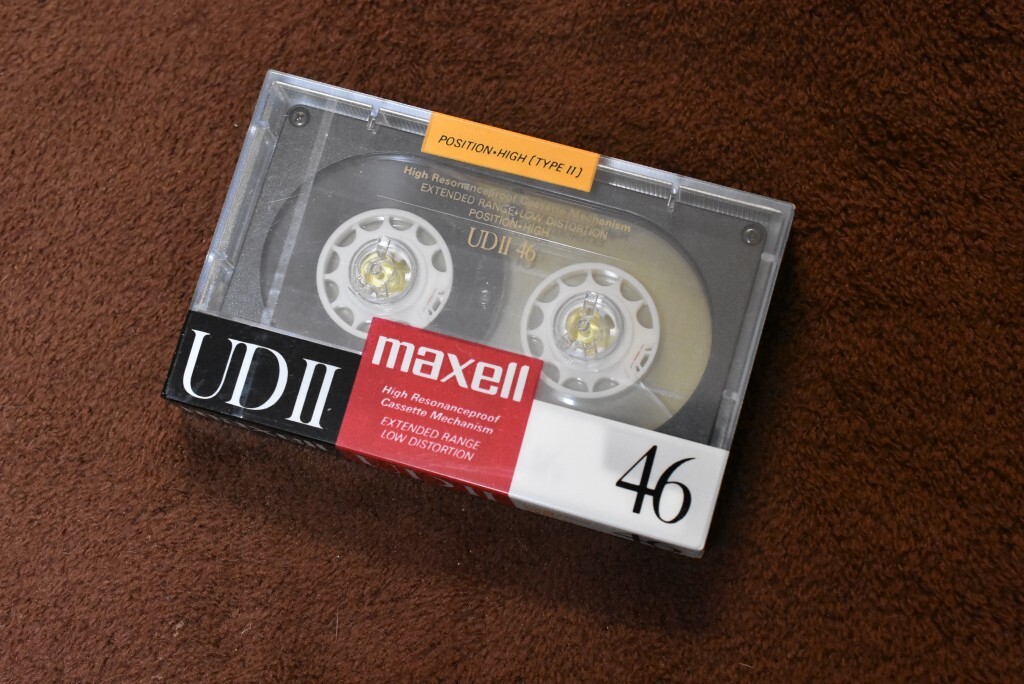 POSITION•HIGH (TYPE II)
High Resonanceproof Cassette Mechanism
EXTENDED RANGE•LOW DISTORTION
POSITION•HIGH
UDII 46
UDII
maxell
High Resonanceproof
Cassette Mechanism
EXTENDED RANGE
LOW DISTORTION
46